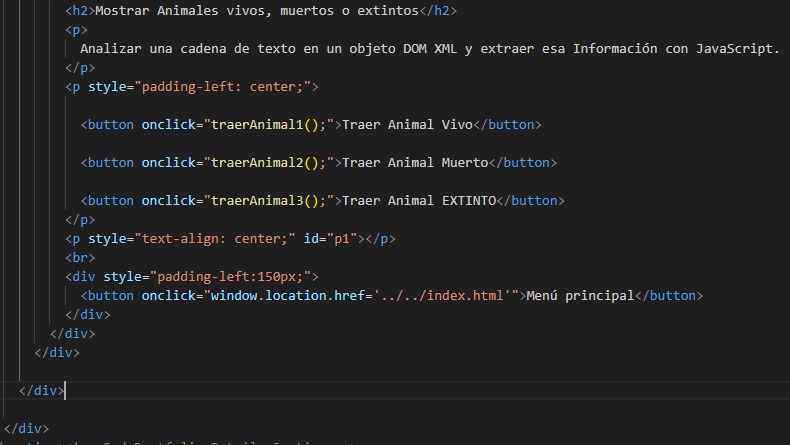 <h2>Mostrar Animales vivos, muertos o extintos</h2>
<p>
Analizar una cadena de texto en un objeto DOM XML y extraer esa Información con JavaScript.
</p>
<p style="padding-left: center;">
<button onclick="traerAnimal1();">Traer Animal Vivo</button>
<button onclick="traerAnimal2();">Traer Animal Muerto</button>
<button onclick="traerAnimal3();">Traer Animal EXTINTO</button>
</p>
<p style="text-align: center;" id="p1"></p>
<br>
<div style="padding-left:150px;">
<button onclick="window.location.href='../../index.html'">Menú principal</button>
</div>
</div>
</div>
</div>
</div>